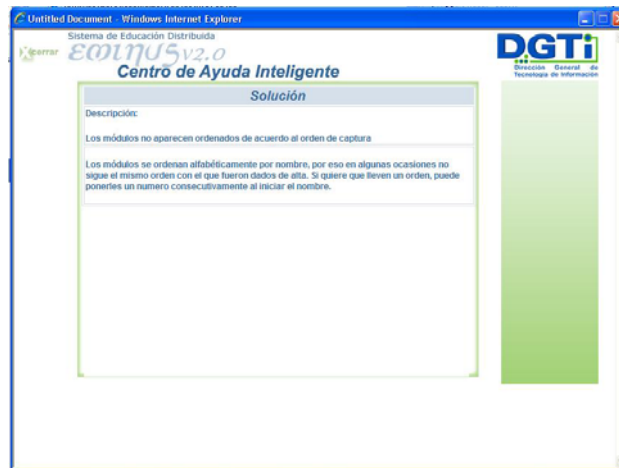 Untitled Document - Windows Internet Explorer
Sistema de Educación Distribuida
cerrar
eminus v2.0
DGTi
Dirección General de
Tecnología de Información
Centro de Ayuda Inteligente
Solución
Descripción:
Los módulos no aparecen ordenados de acuerdo al orden de captura
Los módulos se ordenan alfabéticamente por nombre, por eso en algunas ocasiones no
sigue el mismo orden con el que fueron dados de alta. Si quiere que lleven un orden, puede
ponerles un numero consecutivamente al iniciar el nombre.